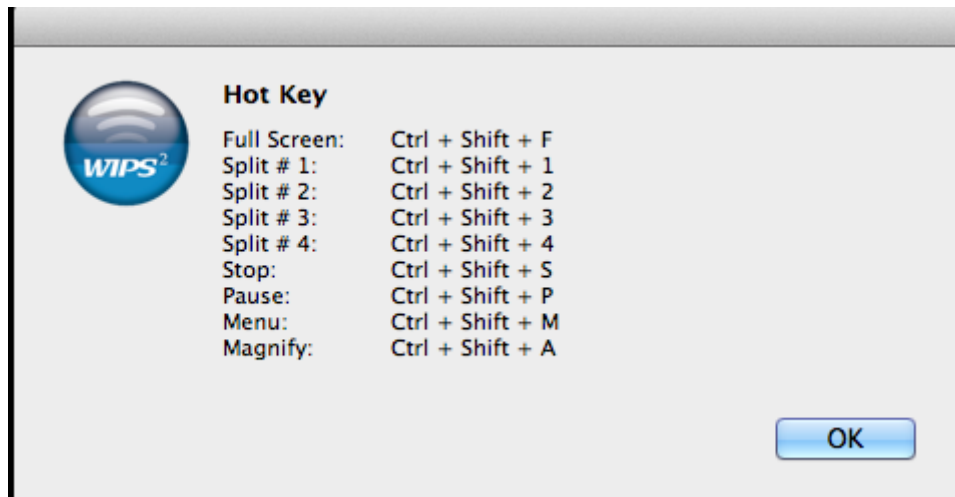 WIPS²
Hot Key
Full Screen: Ctrl + Shift + F
Split # 1: Ctrl + Shift + 1
Split # 2: Ctrl + Shift + 2
Split # 3: Ctrl + Shift + 3
Split # 4: Ctrl + Shift + 4
Stop: Ctrl + Shift + S
Pause: Ctrl + Shift + P
Menu: Ctrl + Shift + M
Magnify: Ctrl + Shift + A
OK